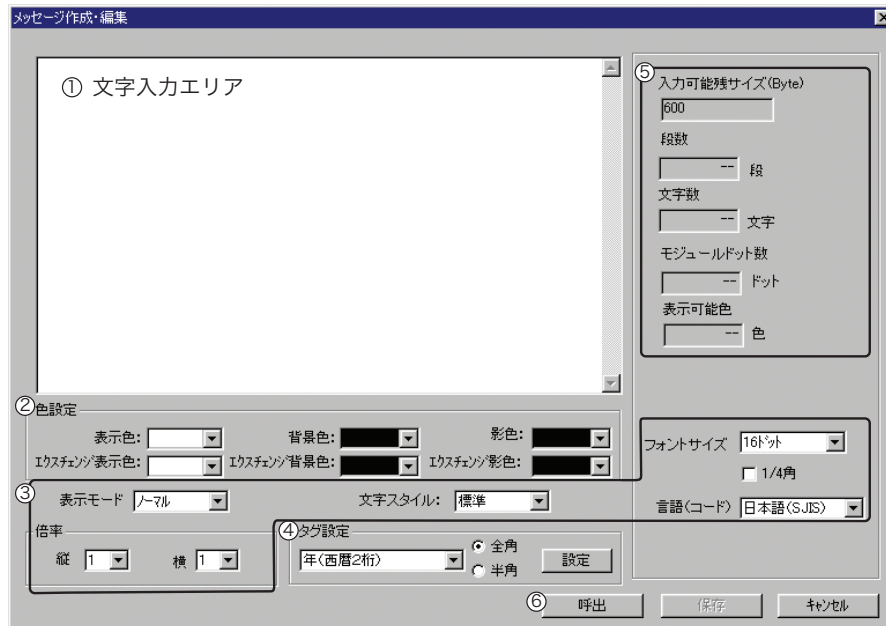 メッセージ作成・編集
① 文字入力エリア
⑤
入力可能残サイズ(Byte)
600
段数
-- 段
文字数
-- 文字
モジュールドット数
-- ドット
表示可能色
-- 色
②色設定
表示色: 背景色: 影色:
エクスチェンジ表示色: エクスチェンジ背景色: エクスチェンジ影色:
フォントサイズ 16ドット
1/4角
言語(コード) 日本語(SJIS)
③
表示モード ノーマル 文字スタイル: 標準
倍率
縦 1 横 1
④タグ設定
年(西暦2桁) 全角 半角 設定
⑥ 呼出 保存 キャンセル